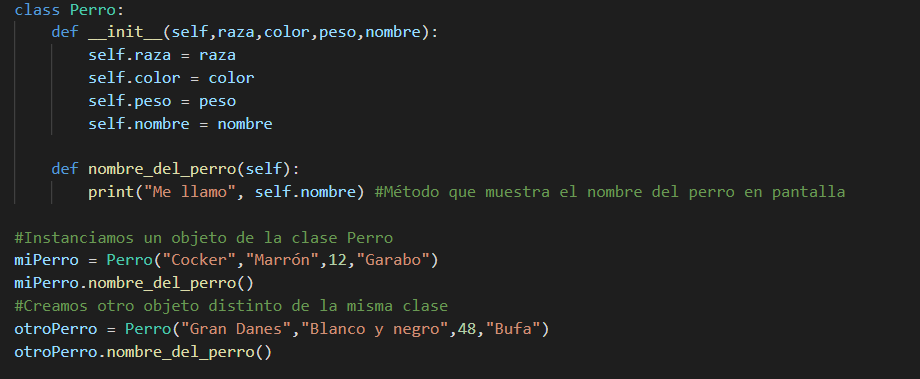 class Perro:
    def __init__(self,raza,color,peso,nombre):
        self.raza = raza
        self.color = color
        self.peso = peso
        self.nombre = nombre
    def nombre_del_perro(self):
        print("Me llamo", self.nombre) #Método que muestra el nombre del perro en pantalla
#Instanciamos un objeto de la clase Perro
miPerro = Perro("Cocker","Marrón",12,"Garabo")
miPerro.nombre_del_perro()
#Creamos otro objeto distinto de la misma clase
otroPerro = Perro("Gran Danes","Blanco y negro",48,"Bufa")
otroPerro.nombre_del_perro()